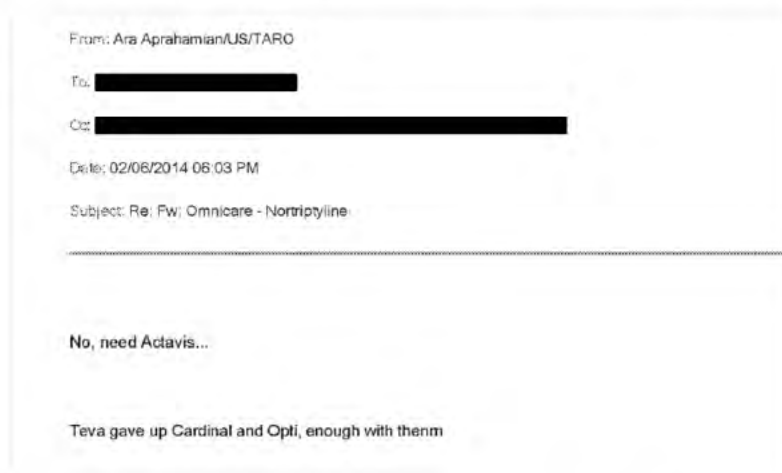 From: Ara Aprahamian/US/TARO
To:
Cc:
Date: 02/06/2014 06:03 PM
Subject: Re: Fw: Omnicare - Nortriptyline
No, need Actavis...
Teva gave up Cardinal and Opti, enough with thenm